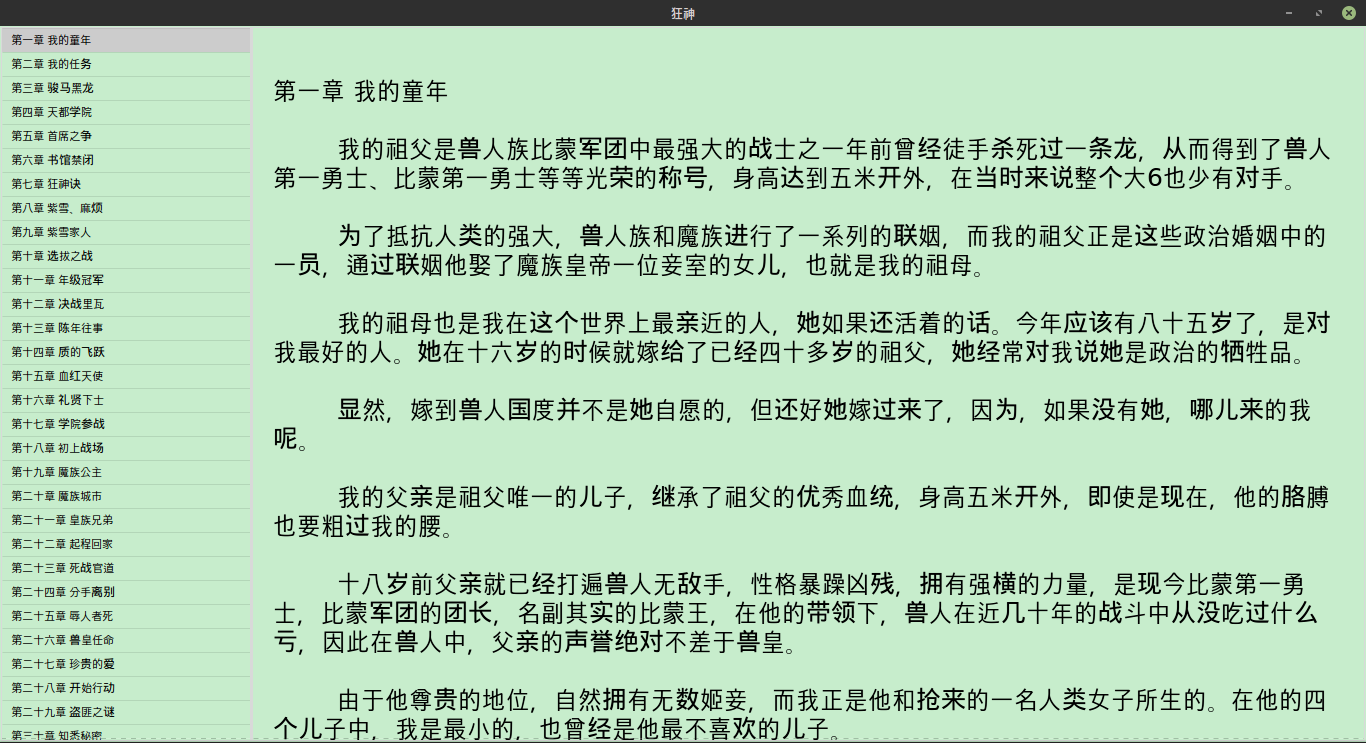 狂神
第一章 我的童年
第二章 我的任务
第三章 骏马黑龙
第四章 天都学院
第五章 首席之争
第六章 书馆禁闭
第七章 狂神诀
第八章 紫雪、麻烦
第九章 紫雪家人
第十章 选拔之战
第十一章 年级冠军
第十二章 决战里瓦
第十三章 陈年往事
第十四章 质的飞跃
第十五章 血红天使
第十六章 礼贤下士
第十七章 学院参战
第十八章 初上战场
第十九章 魔族公主
第二十章 魔族城市
第二十一章 皇族兄弟
第二十二章 起程回家
第二十三章 死战官道
第二十四章 分手离别
第二十五章 辱人者死
第二十六章 兽皇任命
第二十七章 珍贵的爱
第二十八章 开始行动
第二十九章 盗匪之谜
第三十章 知悉秘密
第一章 我的童年
我的祖父是兽人族比蒙军团中最强大的战士之一年前曾经徒手杀死过一条龙，从而得到了兽人
第一勇士、比蒙第一勇士等等光荣的称号，身高达到五米开外，在当时来说整个大6也少有对手。
为了抵抗人类的强大，兽人族和魔族进行了一系列的联姻，而我的祖父正是这些政治婚姻中的
一员，通过联姻他娶了魔族皇帝一位妾室的女儿，也就是我的祖母。
我的祖母也是我在这个世界上最亲近的人，她如果还活着的话。今年应该有八十五岁了，是对
我最好的人。她在十六岁的时候就嫁给了已经四十多岁的祖父，她经常对我说她是政治的牺牲品。
显然，嫁到兽人国度并不是她自愿的，但还好她嫁过来了，因为，如果没有她，哪儿来的我
呢。
我的父亲是祖父唯一的儿子，继承了祖父的优秀血统，身高五米开外，即使是现在，他的胳膊
也要粗过我的腰。
十八岁前父亲就已经打遍兽人无敌手，性格暴躁凶残，拥有强横的力量，是现今比蒙第一勇
士，比蒙军团的团长，名副其实的比蒙王，在他的带领下，兽人在近几十年的战斗中从没吃过什么
亏，因此在兽人中，父亲的声誉绝对不差于兽皇。
由于他尊贵的地位，自然拥有无数姬妾，而我正是他和抢来的一名人类女子所生的。在他的四
个儿子中，我是最小的，也曾经是他最不喜欢的儿子。